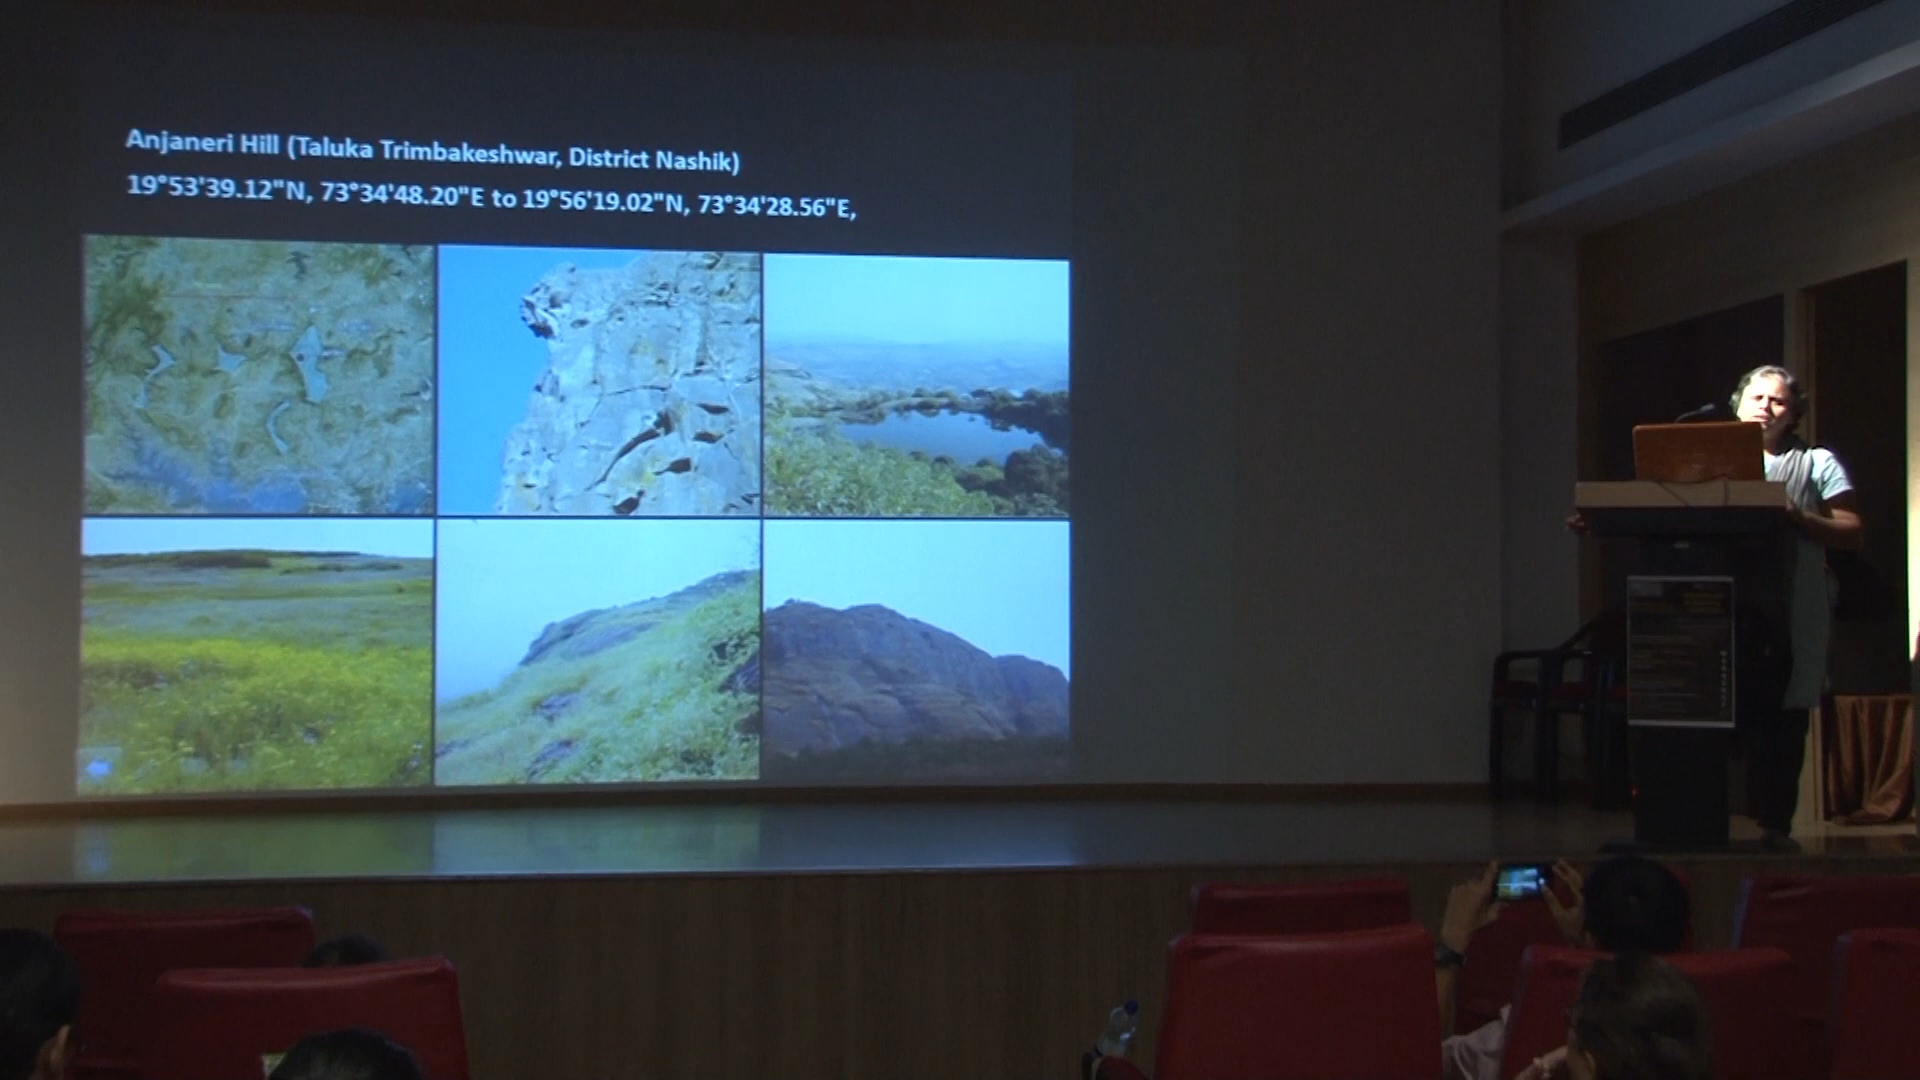 Anjaneri Hill (Taluka Trimbakeshwar, District Nashik)
19°53'39.12"N, 73°34'48.20"E to 19°56'19.02"N, 73°34'28.56"E,